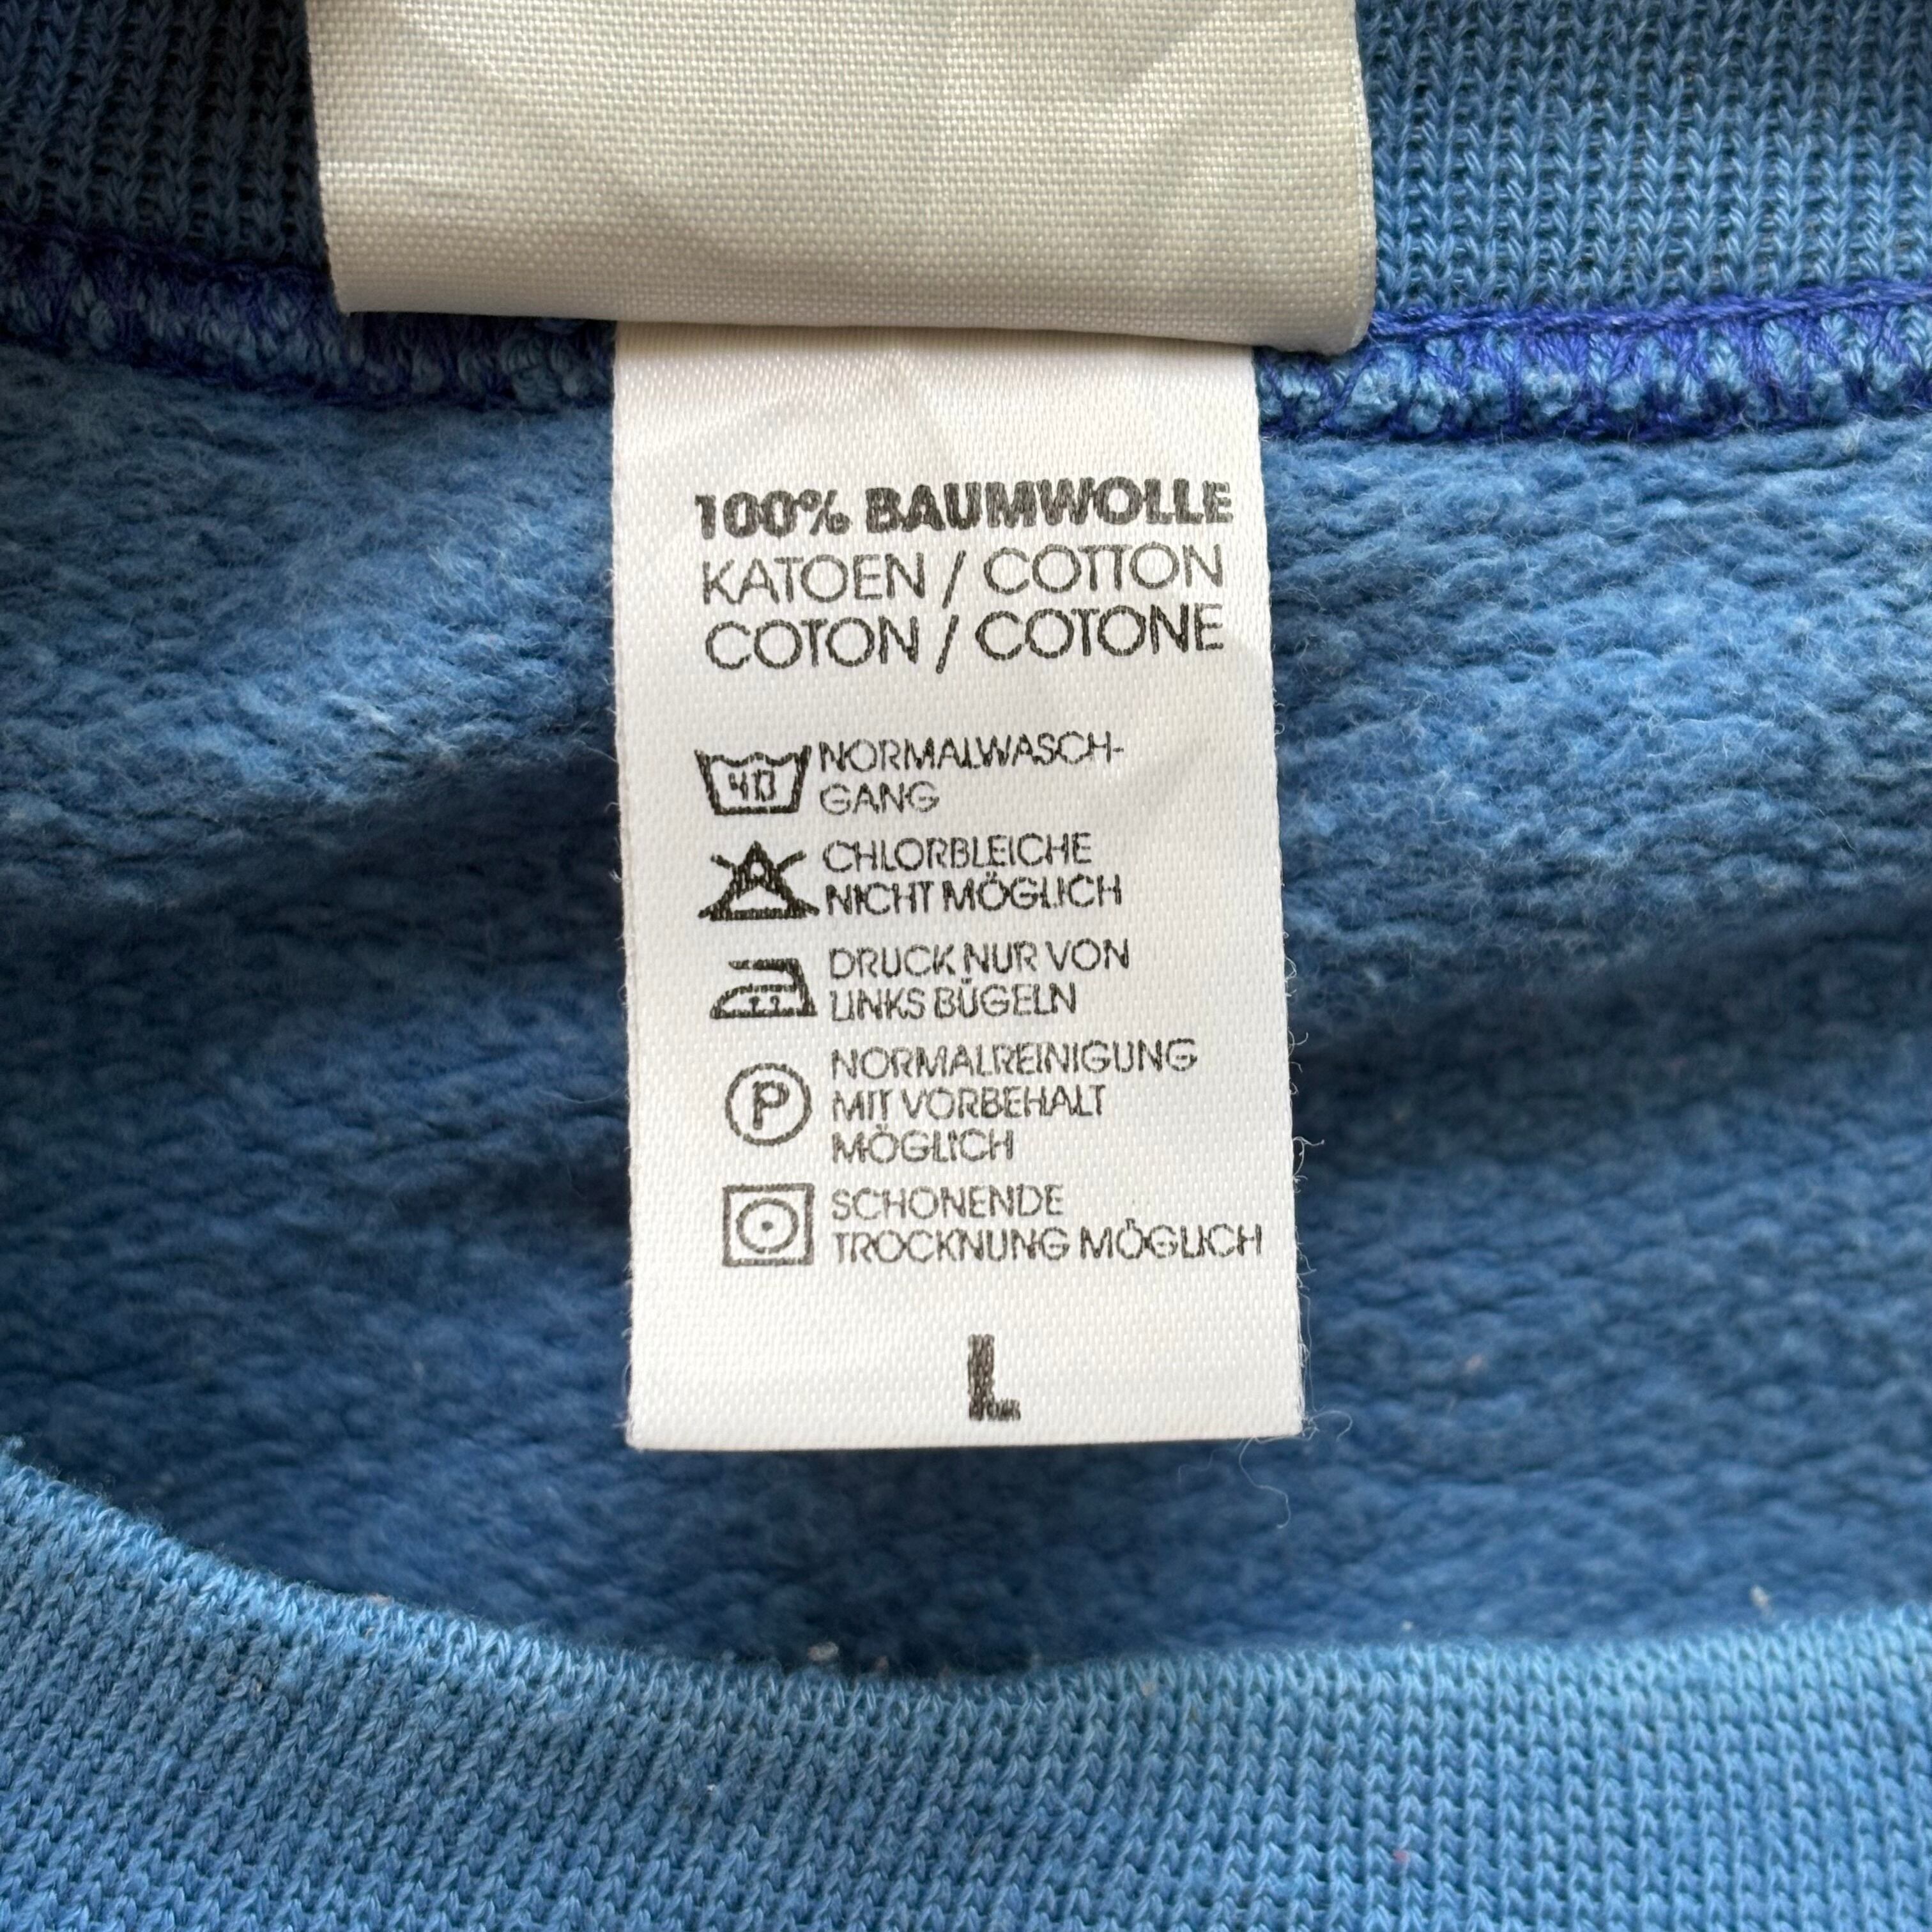 100% BAUMWOLLE
KATOEN / COTTON
COTON / COTONE
40 NORMALWASCH-
GANG
CHLORBLEICHE
NICHT MÖGLICH
DRUCK NUR VON
LINKS BÜGELN
NORMALREINIGUNG
P MIT VORBEHALT
MÖGLICH
SCHONENDE
TROCKNUNG MÖGLICH
L